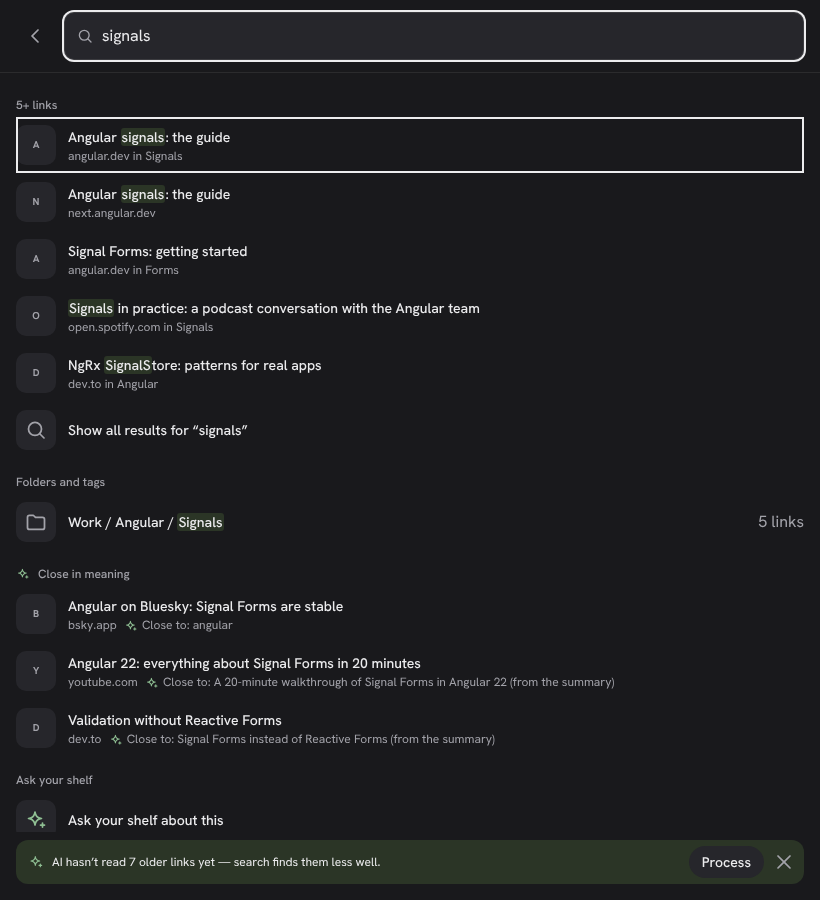 signals
5+ links
A
Angular signals: the guide
angular.dev in Signals
N
Angular signals: the guide
next.angular.dev
A
Signal Forms: getting started
angular.dev in Forms
O
Signals in practice: a podcast conversation with the Angular team
open.spotify.com in Signals
D
NgRx SignalStore: patterns for real apps
dev.to in Angular
Show all results for “signals”
Folders and tags
Work / Angular / Signals
5 links
Close in meaning
B
Angular on Bluesky: Signal Forms are stable
bsky.app Close to: angular
Y
Angular 22: everything about Signal Forms in 20 minutes
youtube.com Close to: A 20-minute walkthrough of Signal Forms in Angular 22 (from the summary)
D
Validation without Reactive Forms
dev.to Close to: Signal Forms instead of Reactive Forms (from the summary)
Ask your shelf
Ask your shelf about this
AI hasn’t read 7 older links yet — search finds them less well.
Process